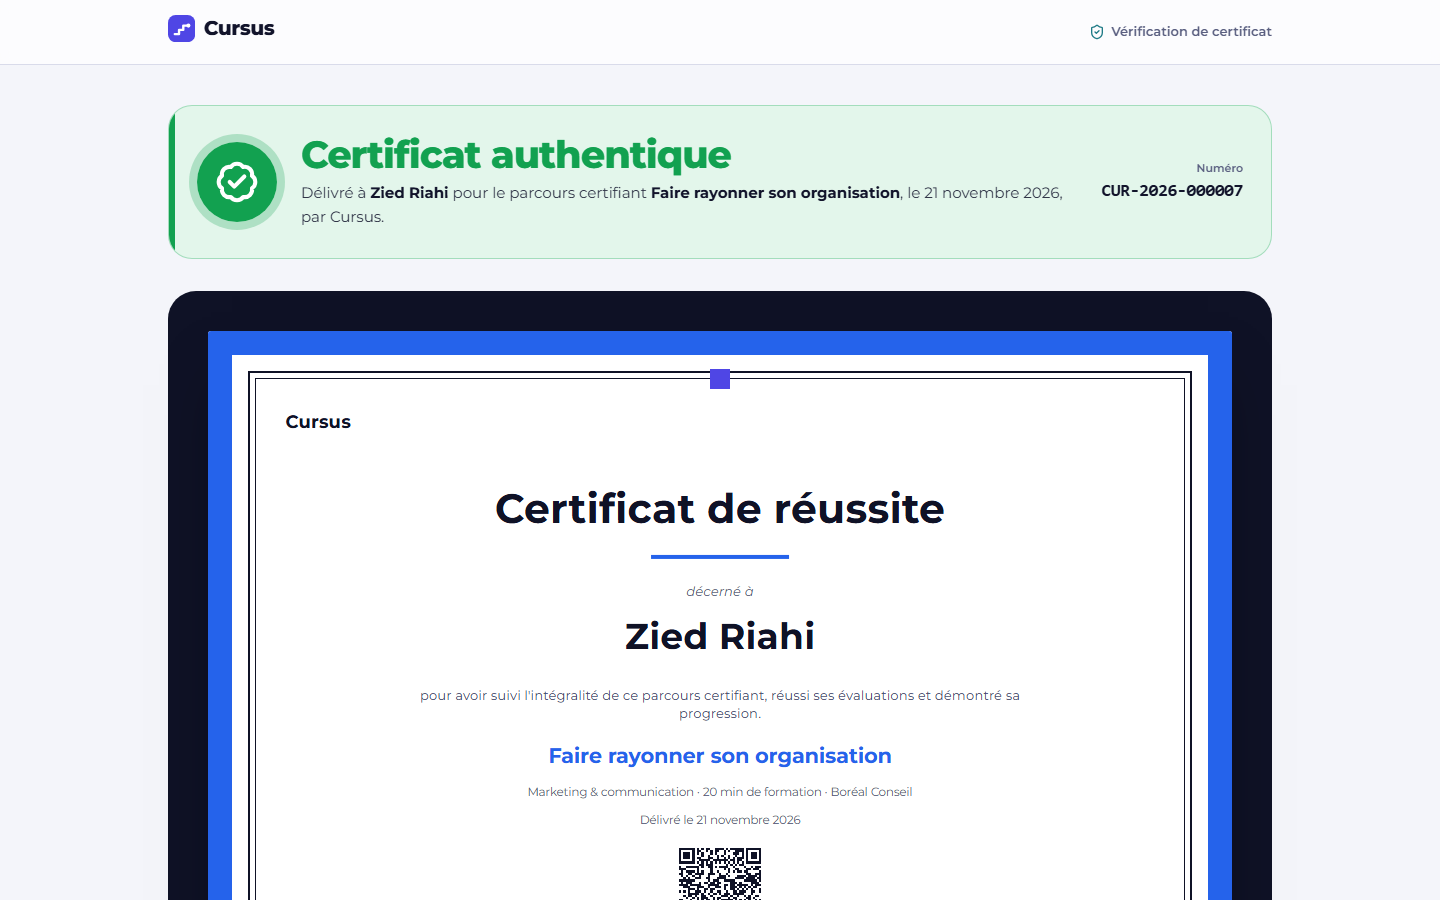 Cursus
Vérification de certificat
Certificat authentique
Délivré à Zied Riahi pour le parcours certifiant Faire rayonner son organisation, le 21 novembre 2026,
par Cursus.
Numéro
CUR-2026-000007
Cursus
Certificat de réussite
décerné à
Zied Riahi
pour avoir suivi l'intégralité de ce parcours certifiant, réussi ses évaluations et démontré sa
progression.
Faire rayonner son organisation
Marketing & communication · 20 min de formation · Boréal Conseil
Délivré le 21 novembre 2026